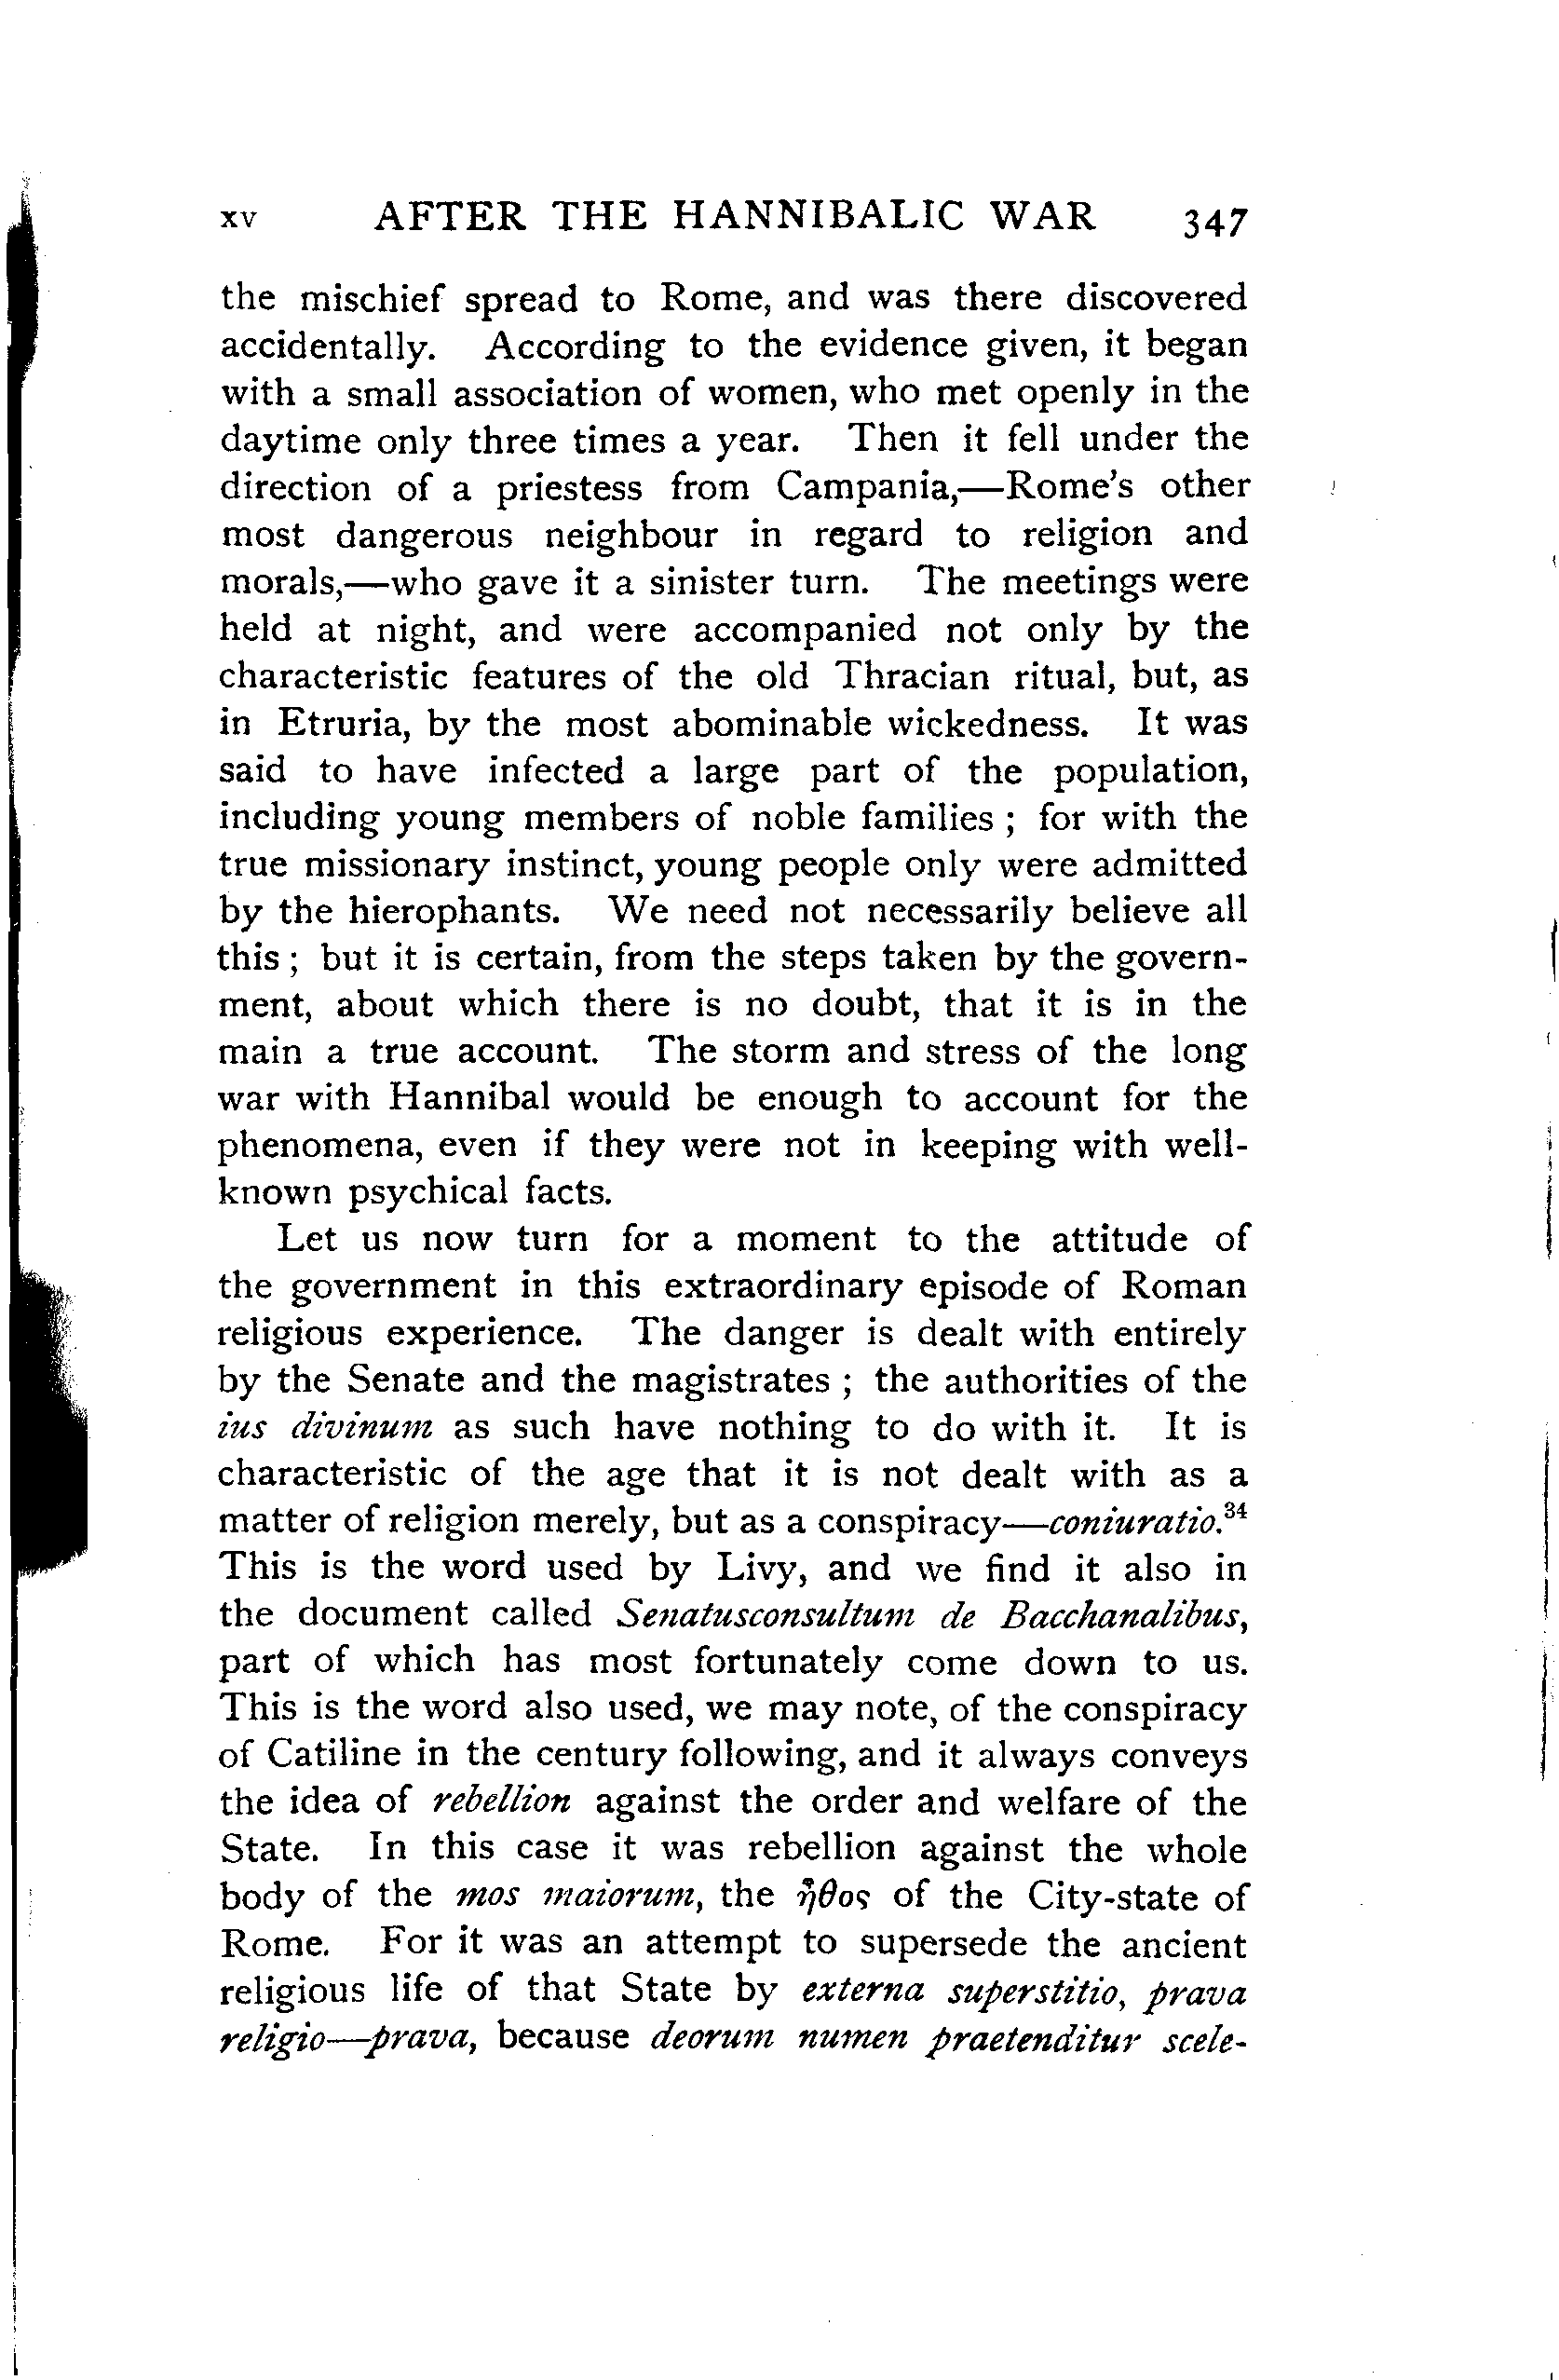 xv AFTER THE HANNIBALIC WAR 347
the mischief spread to Rome, and was there discovered
accidentally. According to the evidence given, it began
with a small association of women, who met openly in the
daytime only three times a year. Then it fell under the
direction of a priestess from Campania,—Rome's other
most dangerous neighbour in regard to religion and
morals,—who gave it a sinister turn. The meetings were
held at night, and were accompanied not only by the
characteristic features of the old Thracian ritual, but, as
in Etruria, by the most abominable wickedness. It was
said to have infected a large part of the population,
including young members of noble families ; for with the
true missionary instinct, young people only were admitted
by the hierophants. We need not necessarily believe all
this ; but it is certain, from the steps taken by the govern-
ment, about which there is no doubt, that it is in the
main a true account. The storm and stress of the long
war with Hannibal would be enough to account for the
phenomena, even if they were not in keeping with well-
known psychical facts.
Let us now turn for a moment to the attitude of
the government in this extraordinary episode of Roman
religious experience. The danger is dealt with entirely
by the Senate and the magistrates ; the authorities of the
ius divinum as such have nothing to do with it. It is
characteristic of the age that it is not dealt with as a
matter of religion merely, but as a conspiracy—coniuratio.³⁴
This is the word used by Livy, and we find it also in
the document called Senatusconsultum de Bacchanalibus,
part of which has most fortunately come down to us.
This is the word also used, we may note, of the conspiracy
of Catiline in the century following, and it always conveys
the idea of rebellion against the order and welfare of the
State. In this case it was rebellion against the whole
body of the mos maiorum, the ἦθος of the City-state of
Rome. For it was an attempt to supersede the ancient
religious life of that State by externa superstitio, prava
religio—prava, because deorum numen praetenditur scele-